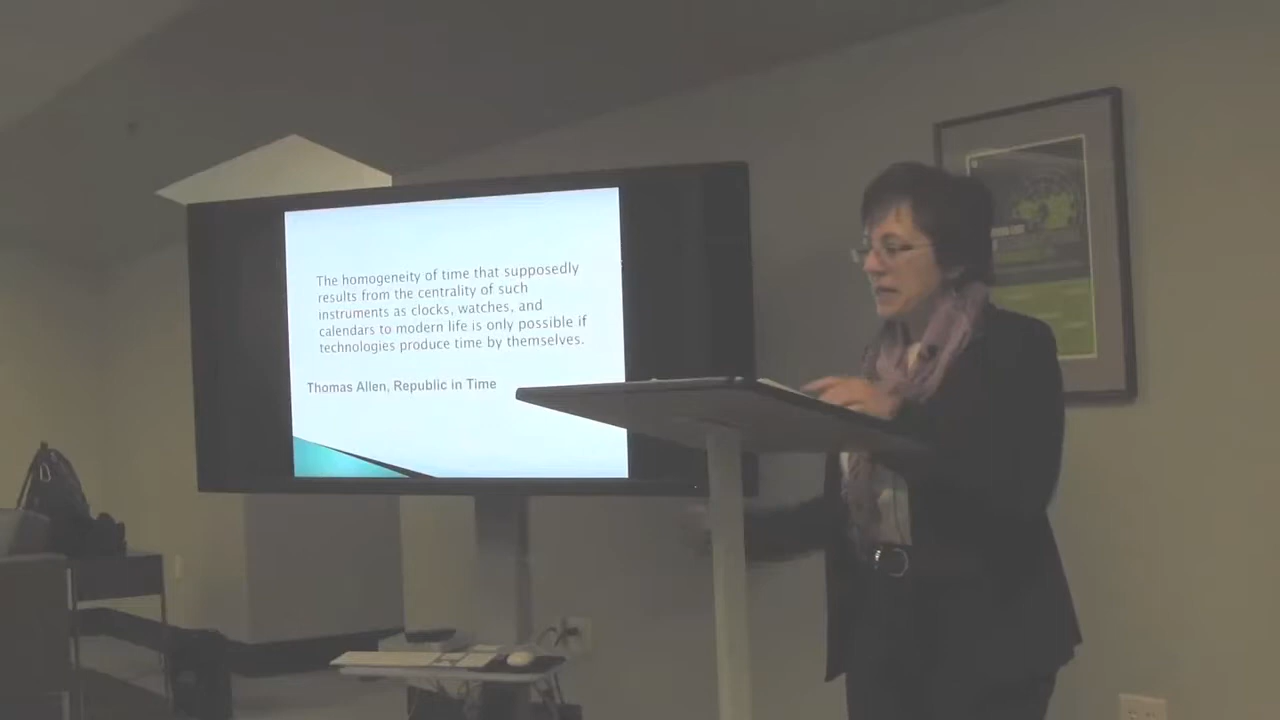 The homogeneity of time that supposedly
results from the centrality of such
instruments as clocks, watches, and
calendars to modern life is only possible if
technologies produce time by themselves.
Thomas Allen, Republic in Time